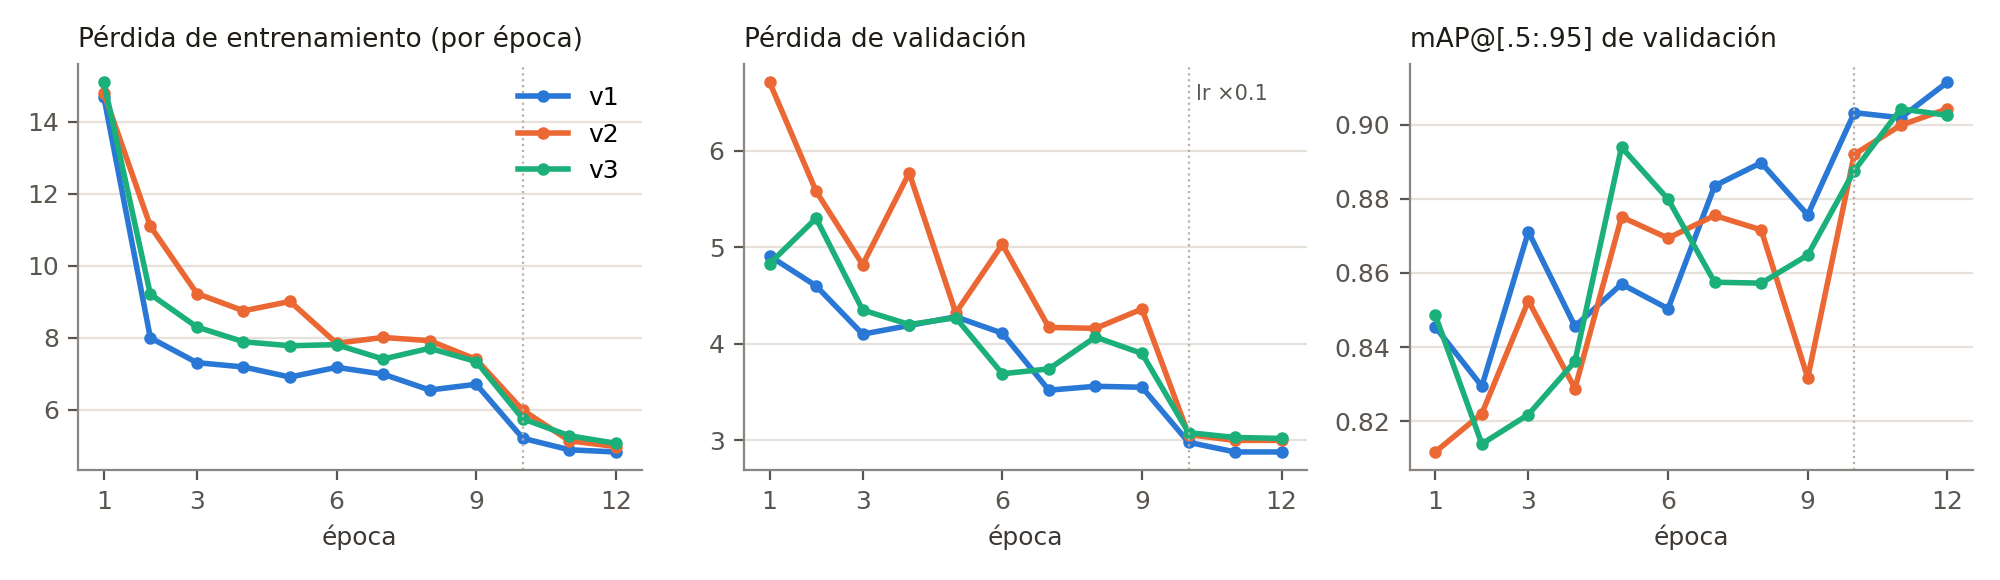 Pérdida de entrenamiento (por época)
14
12
10
8
6
1 3 6 9 12
época
v1
v2
v3
Pérdida de validación
6
5
4
3
1 3 6 9 12
época
lr ×0.1
mAP@[.5:.95] de validación
0.90
0.88
0.86
0.84
0.82
1 3 6 9 12
época